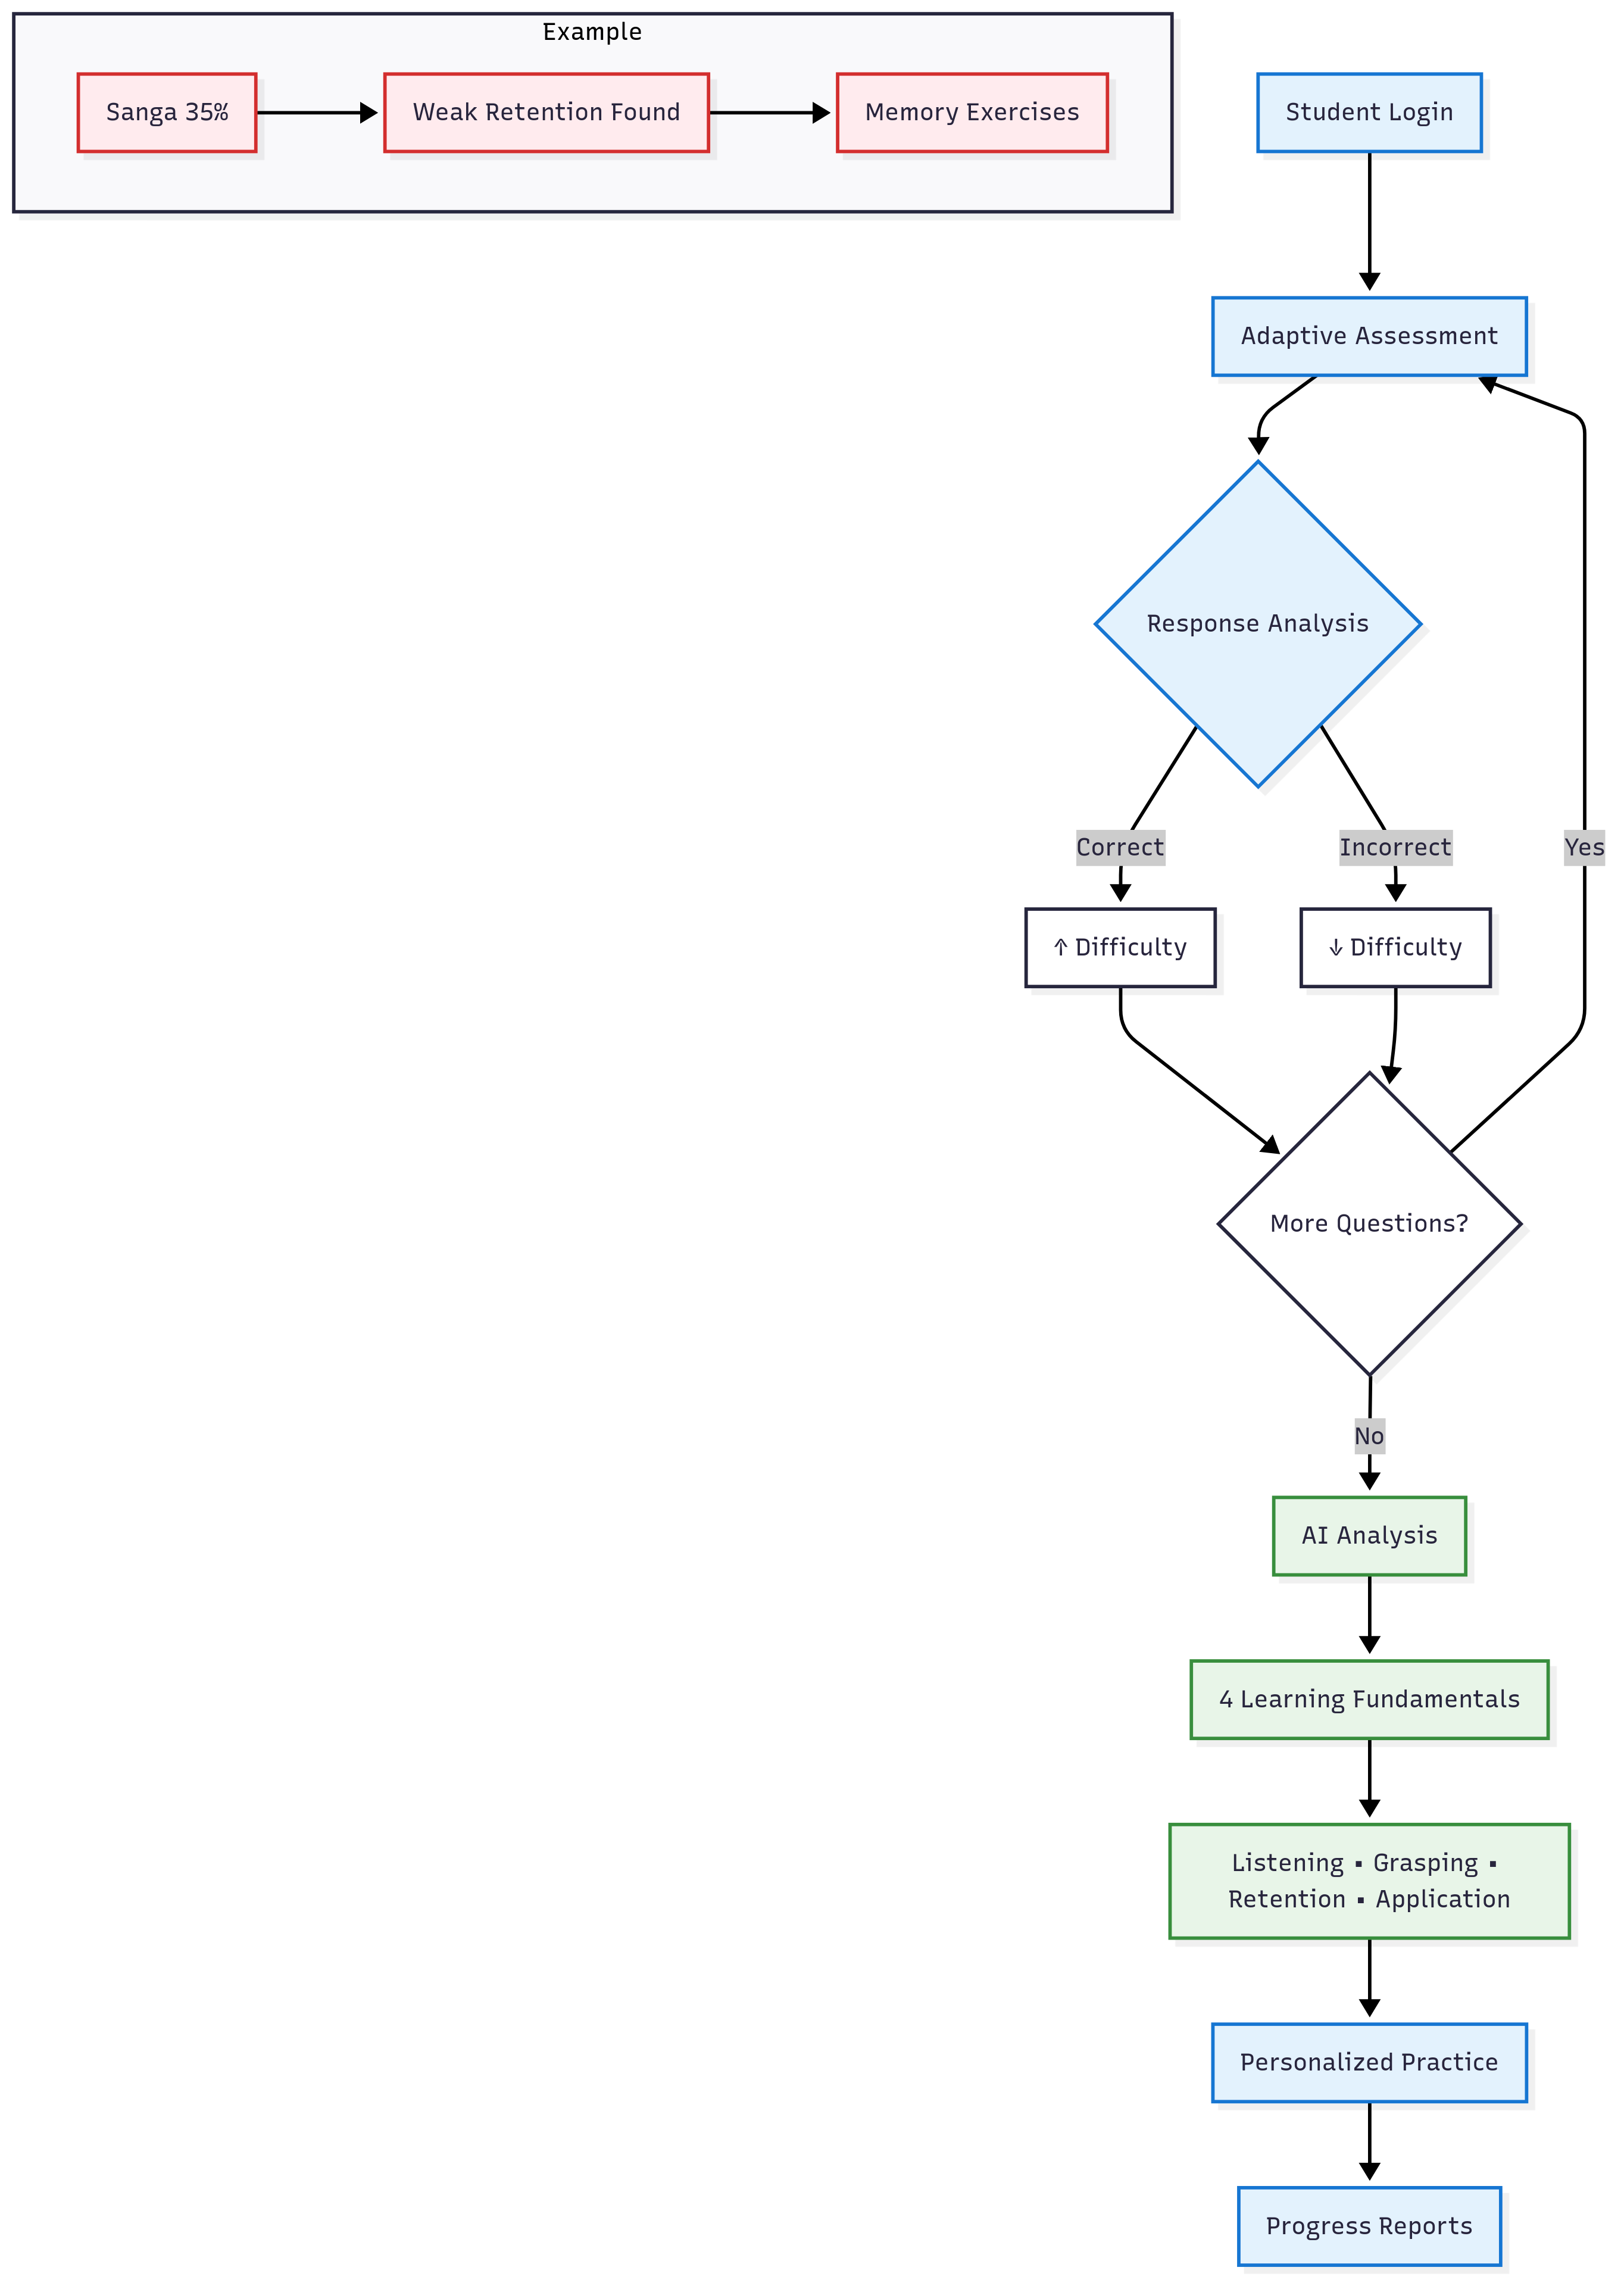 Example
Sanga 35%
Weak Retention Found
Memory Exercises
Student Login
Adaptive Assessment
Response Analysis
Correct
Incorrect
Yes
↑ Difficulty
↓ Difficulty
More Questions?
No
AI Analysis
4 Learning Fundamentals
Listening ▪ Grasping ▪
Retention ▪ Application
Personalized Practice
Progress Reports